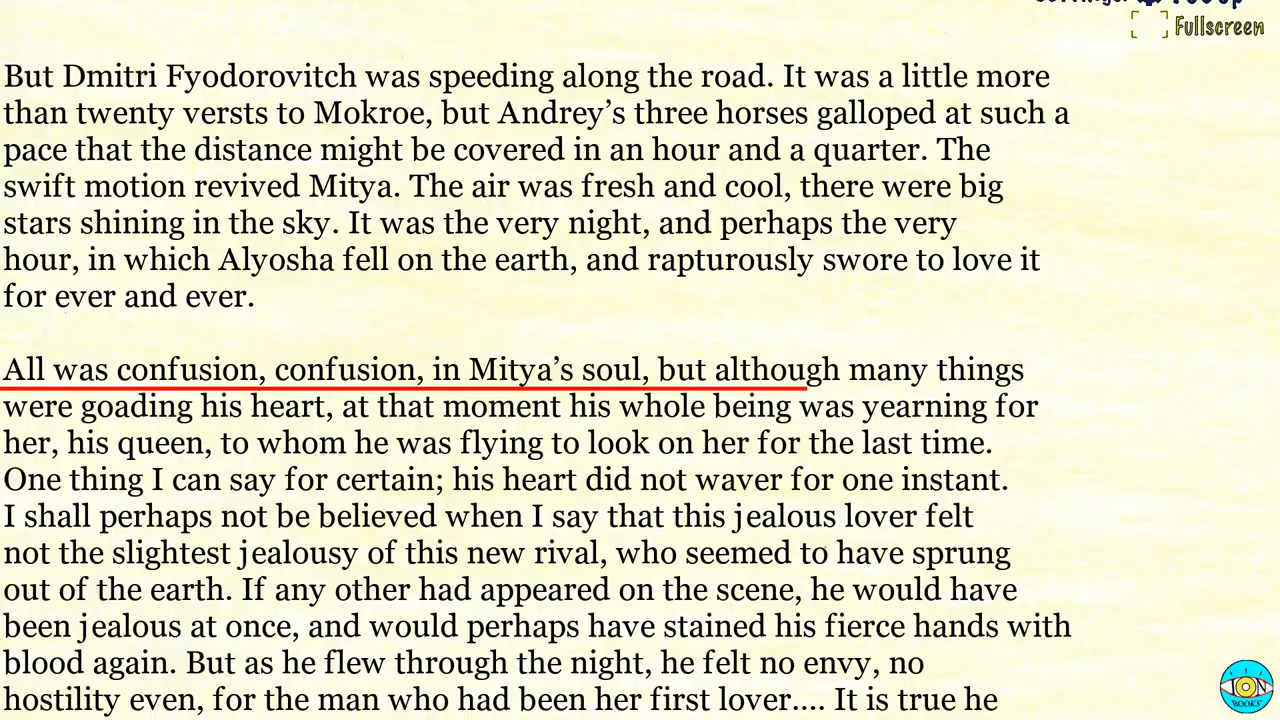 Fullscreen
But Dmitri Fyodorovitch was speeding along the road. It was a little more
than twenty versts to Mokroe, but Andrey’s three horses galloped at such a
pace that the distance might be covered in an hour and a quarter. The
swift motion revived Mitya. The air was fresh and cool, there were big
stars shining in the sky. It was the very night, and perhaps the very
hour, in which Alyosha fell on the earth, and rapturously swore to love it
for ever and ever.
All was confusion, confusion, in Mitya’s soul, but although many things
were goading his heart, at that moment his whole being was yearning for
her, his queen, to whom he was flying to look on her for the last time.
One thing I can say for certain; his heart did not waver for one instant.
I shall perhaps not be believed when I say that this jealous lover felt
not the slightest jealousy of this new rival, who seemed to have sprung
out of the earth. If any other had appeared on the scene, he would have
been jealous at once, and would perhaps have stained his fierce hands with
blood again. But as he flew through the night, he felt no envy, no
hostility even, for the man who had been her first lover.... It is true he
ION
BOOKS